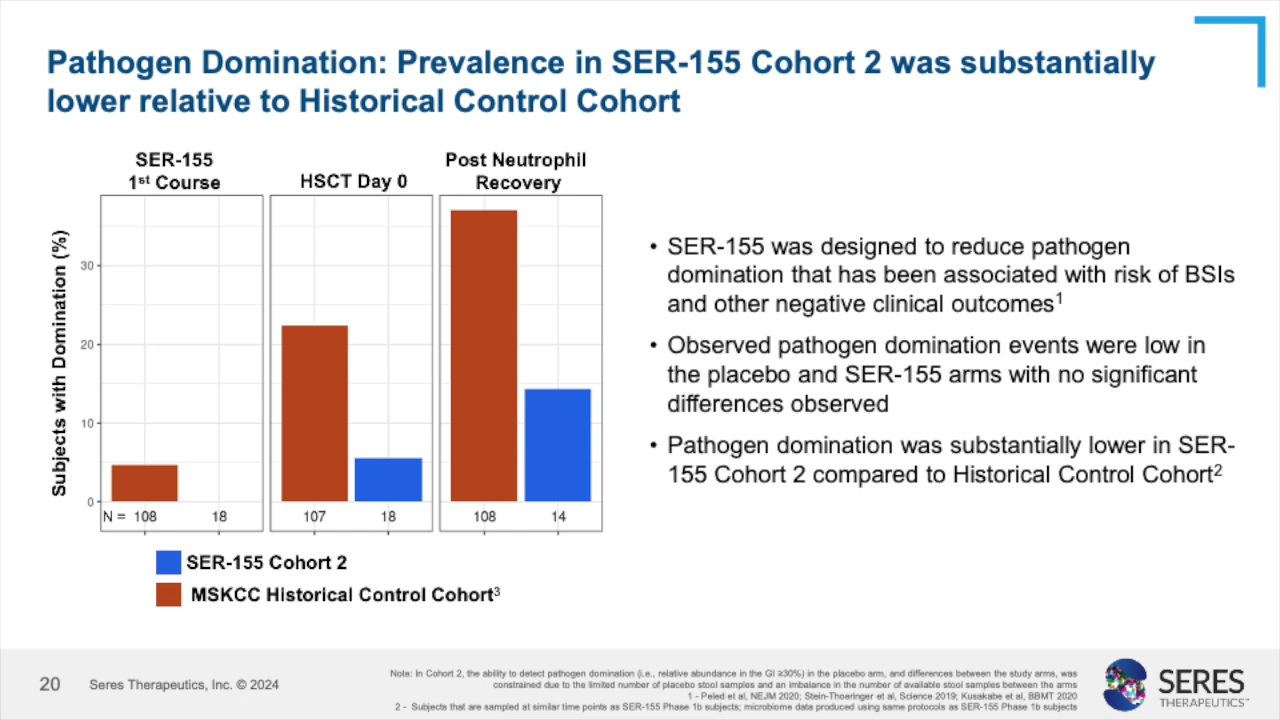 Pathogen Domination: Prevalence in SER-155 Cohort 2 was substantially
lower relative to Historical Control Cohort
SER-155
1st Course
HSCT Day 0
Post Neutrophil
Recovery
Subjects with Domination (%)
30
20
10
0
N = 108 18
107 18
108 14
SER-155 Cohort 2
MSKCC Historical Control Cohort3
• SER-155 was designed to reduce pathogen
domination that has been associated with risk of BSIs
and other negative clinical outcomes1
• Observed pathogen domination events were low in
the placebo and SER-155 arms with no significant
differences observed
• Pathogen domination was substantially lower in SER-
155 Cohort 2 compared to Historical Control Cohort2
20 Seres Therapeutics, Inc. © 2024
Note: In Cohort 2, the ability to detect pathogen domination (i.e., relative abundance in the GI ≥30%) in the placebo arm, and differences between the study arms, was
constrained due to the limited number of placebo stool samples and an imbalance in the number of available stool samples between the arms
1 - Peled et al, NEJM 2020; Stein-Thoeringer et al, Science 2019; Kusakabe et al, BBMT 2020
2 - Subjects that are sampled at similar time points as SER-155 Phase 1b subjects; microbiome data produced using same protocols as SER-155 Phase 1b subjects
SERES
THERAPEUTICS™